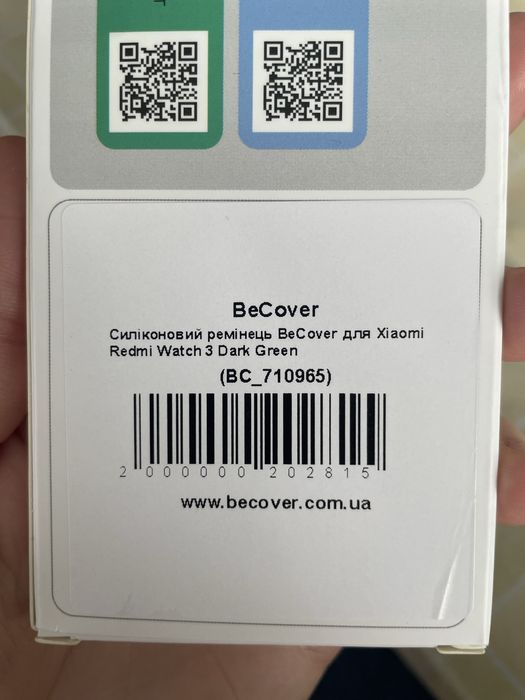 BeCover
Силіконовий ремінець BeCover для Xiaomi
Redmi Watch 3 Dark Green
(BC_710965)
2 000000 202815
www.becover.com.ua